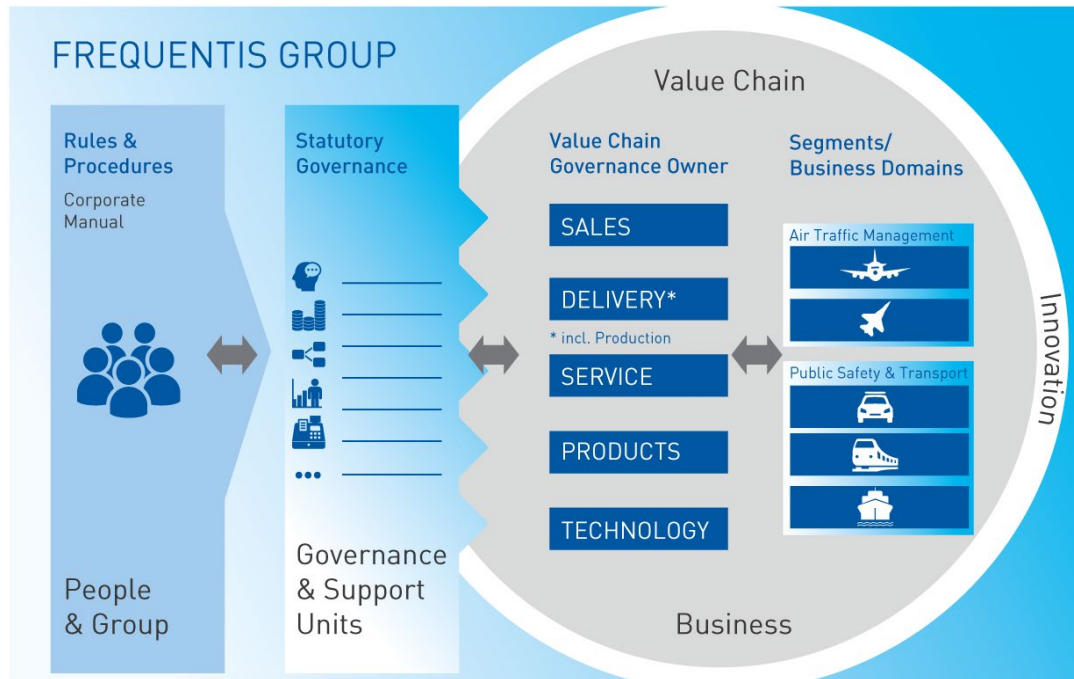 FREQUENTIS GROUP
Rules &
Procedures
Corporate
Manual
People
& Group
Statutory
Governance
Governance
& Support
Units
Value Chain
Value Chain
Governance Owner
SALES
DELIVERY*
* incl. Production
SERVICE
PRODUCTS
TECHNOLOGY
Segments/
Business Domains
Air Traffic Management
Public Safety & Transport
Business
Innovation